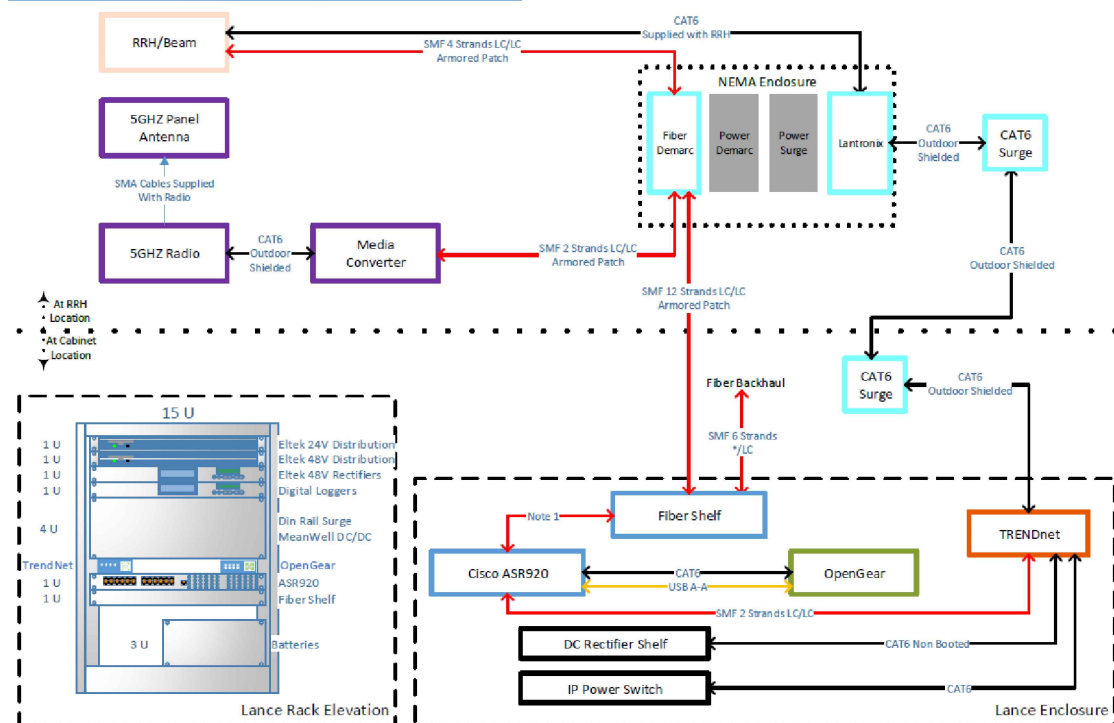 CAT6
Supplied with RRH
RRH/Beam
SMF 4 Strands LC/LC
Armored Patch
NEMA Enclosure
5GHZ Panel
Antenna
Fiber
Demarc
Power
Demarc
Power
Surge
Lantronix
CAT6
Outdoor
Shielded
CAT6
Surge
SMA Cables Supplied
With Radio
5GHZ Radio
CAT6
Outdoor
Shielded
Media
Converter
SMF 2 Strands LC/LC
Armored Patch
CAT6
Outdoor Shielded
SMF 12 Strands LC/LC
Armored Patch
At RRH
Location
At Cabinet
Location
CAT6
Surge
CAT6
Outdoor Shielded
Fiber Backhaul
SMF 6 Strands
*/LC
15 U
1 U
Eltek 24V Distribution
1 U
Eltek 48V Distribution
1 U
Eltek 48V Rectifiers
1 U
Digital Loggers
4 U
Din Rail Surge
MeanWell DC/DC
TrendNet
OpenGear
1 U
ASR920
1 U
Fiber Shelf
3 U
Batteries
Lance Rack Elevation
Note 1
Fiber Shelf
TRENDnet
Cisco ASR920
CAT6
USB A-A
OpenGear
SMF 2 Strands LC/LC
DC Rectifier Shelf
CAT6 Non Booted
IP Power Switch
CAT6
Lance Enclosure